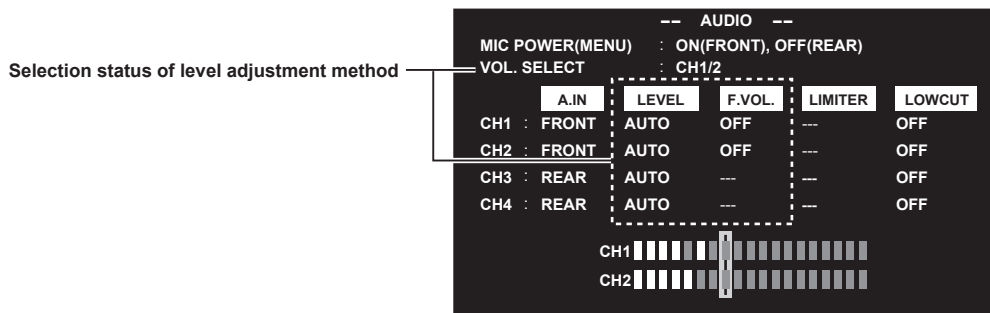 -- AUDIO --
MIC POWER(MENU) : ON(FRONT), OFF(REAR)
Selection status of level adjustment method
VOL. SELECT : CH1/2
A.IN LEVEL F.VOL. LIMITER LOWCUT
CH1 : FRONT AUTO OFF --- OFF
CH2 : FRONT AUTO OFF --- OFF
CH3 : REAR AUTO --- --- OFF
CH4 : REAR AUTO --- --- OFF
CH1
CH2